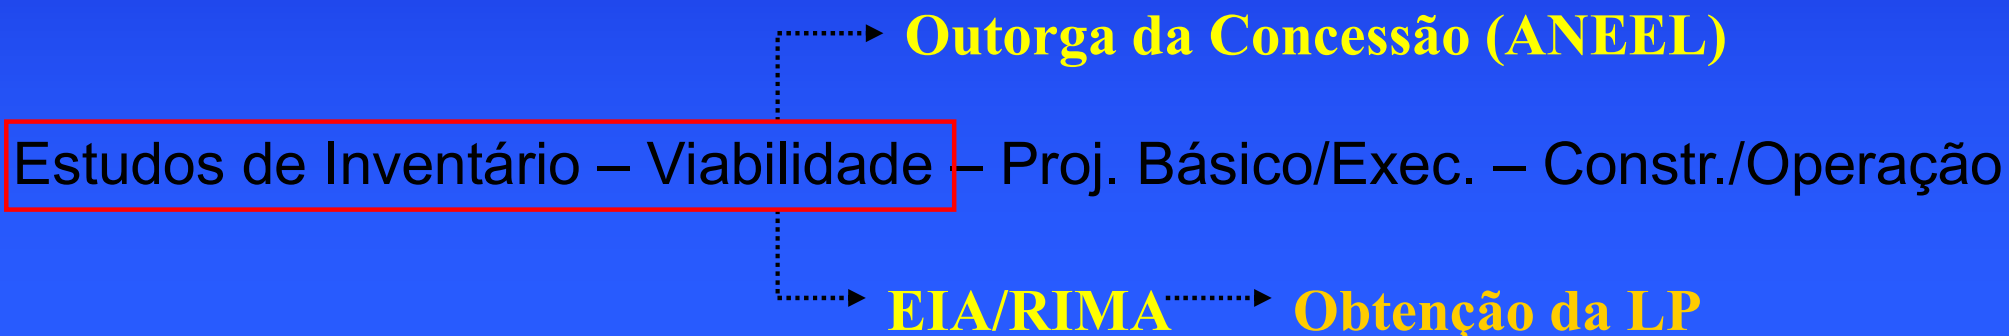 Outorga da Concessão (ANEEL)
Estudos de Inventário – Viabilidade – Proj. Básico/Exec. – Constr./Operação
EIA/RIMA Obtenção da LP